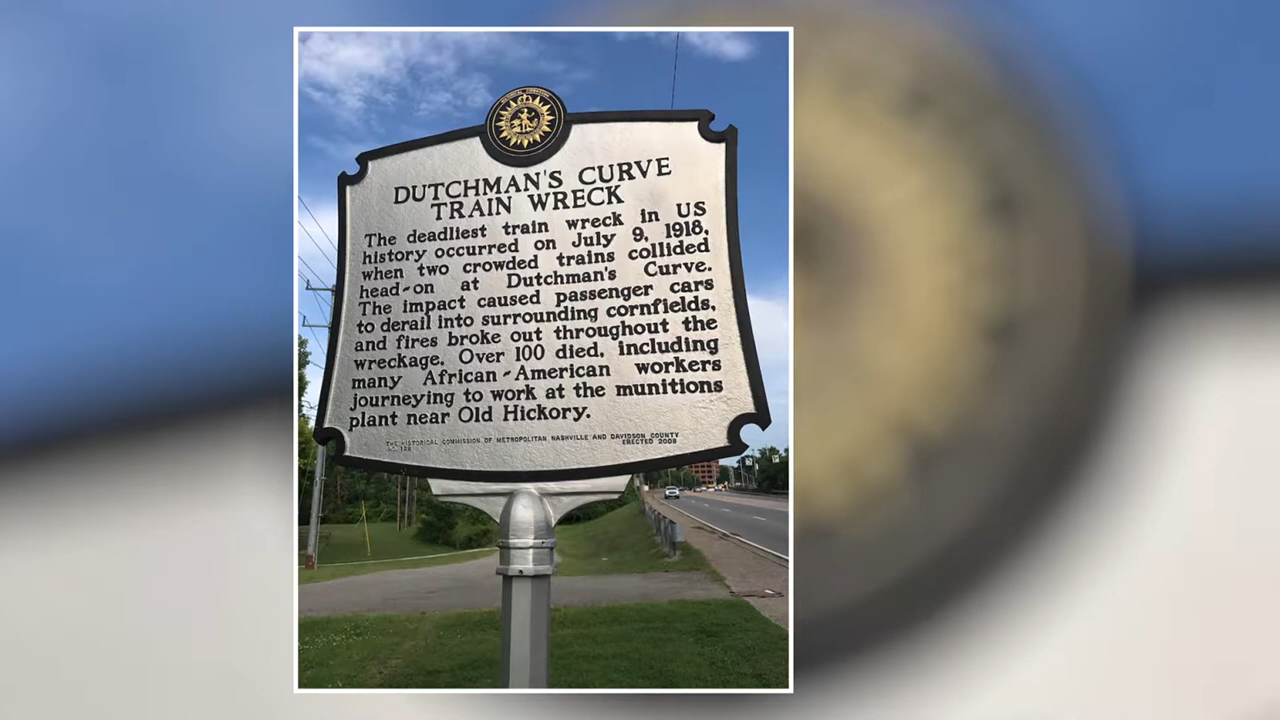 DUTCHMAN'S CURVE
TRAIN WRECK
The deadliest train wreck in US
history occurred on July 9, 1918,
when two crowded trains collided
head-on at Dutchman's Curve.
The impact caused passenger cars
to derail into surrounding cornfields,
and fires broke out throughout the
wreckage. Over 100 died, including
many African-American workers
journeying to work at the munitions
plant near Old Hickory.
THE HISTORICAL COMMISSION OF METROPOLITAN NASHVILLE AND DAVIDSON COUNTY
ERECTED 2008